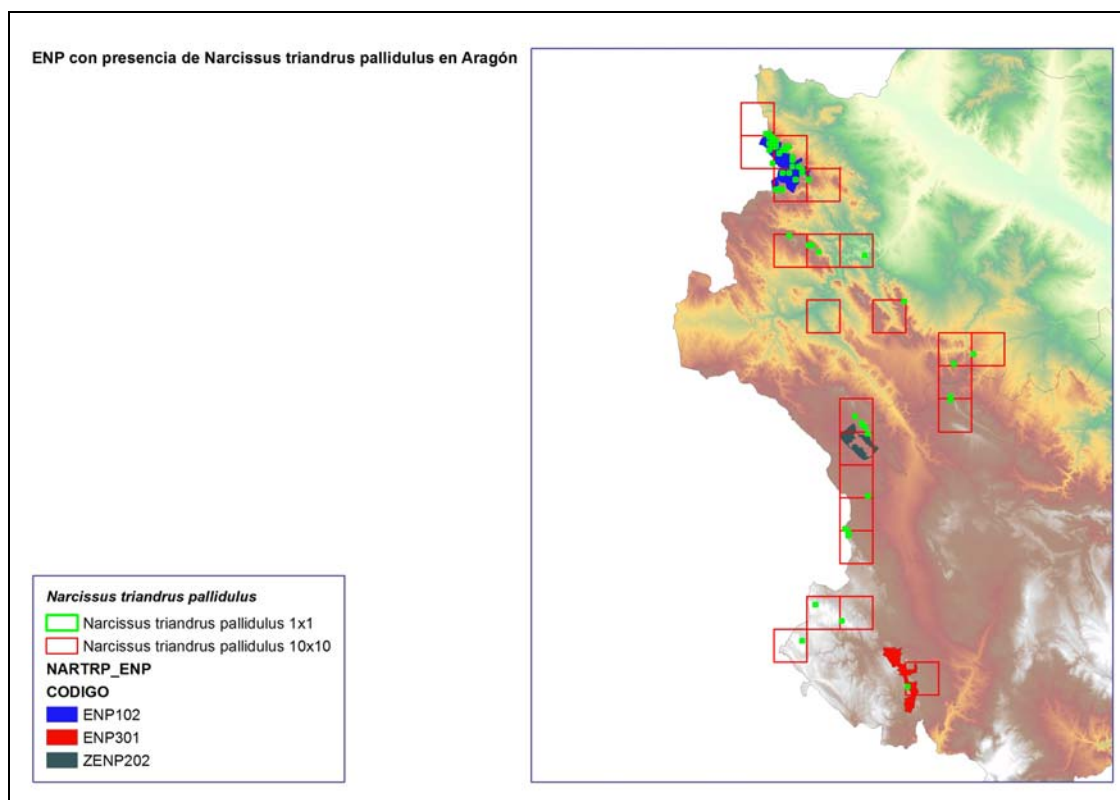 ENP con presencia de Narcissus triandrus pallidulus en Aragón
Narcissus triandrus pallidulus
Narcissus triandrus pallidulus 1x1
Narcissus triandrus pallidulus 10x10
NARTRP_ENP
CODIGO
ENP102
ENP301
ZENP202